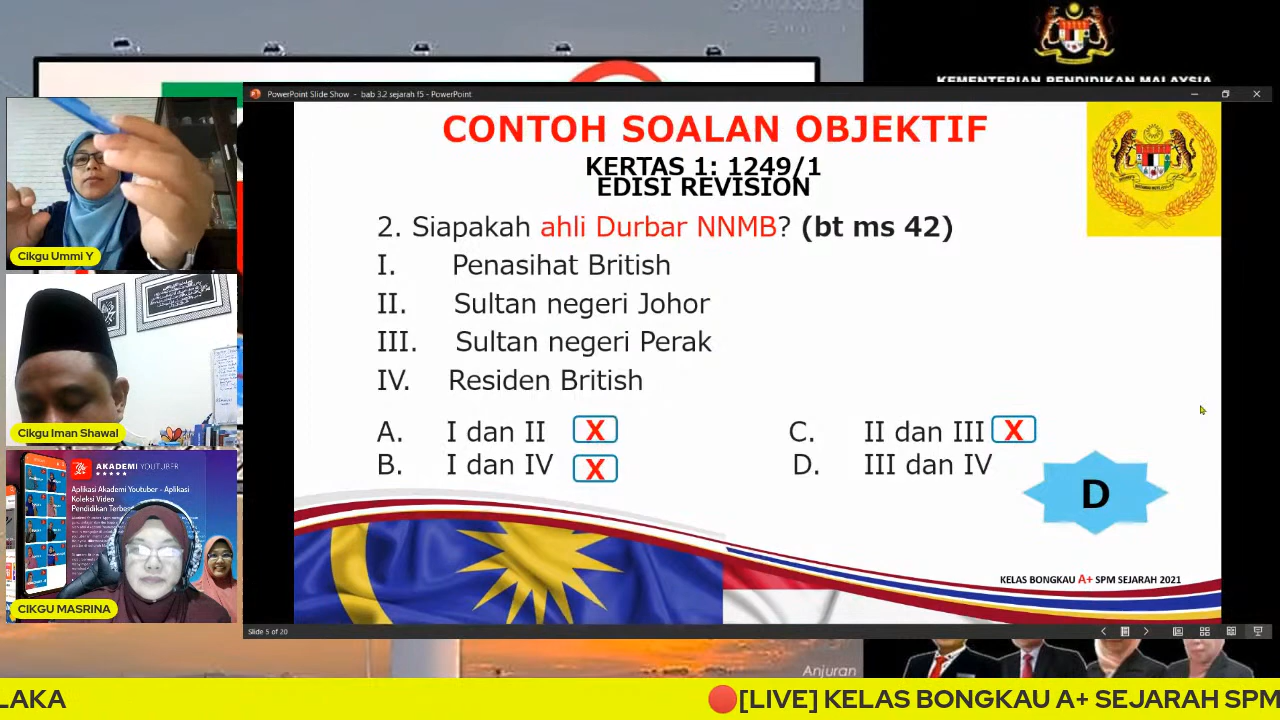 KEMENTERIAN PENDIDIKAN MALAYSIA
PowerPoint Slide Show - bab 3.2 sejarah f5 - PowerPoint
CONTOH SOALAN OBJEKTIF
KERTAS 1: 1249/1
EDISI REVISION
2. Siapakah ahli Durbar NNMB? (bt ms 42)
I. Penasihat British
II. Sultan negeri Johor
III. Sultan negeri Perak
IV. Residen British
A. I dan II X
B. I dan IV X
C. II dan III X
D. III dan IV
D
KELAS BONGKAU A+ SPM SEJARAH 2021
Slide 5 of 20
Cikgu Ummi Y
Cikgu Iman Shawal
AKADEMI YOUTUBER
Aplikasi Akademi Youtuber - Aplikasi
Koleksi Video
Pendidikan
CIKGU MASRINA
Anjuran
LAKA
[LIVE] KELAS BONGKAU A+ SEJARAH SPM